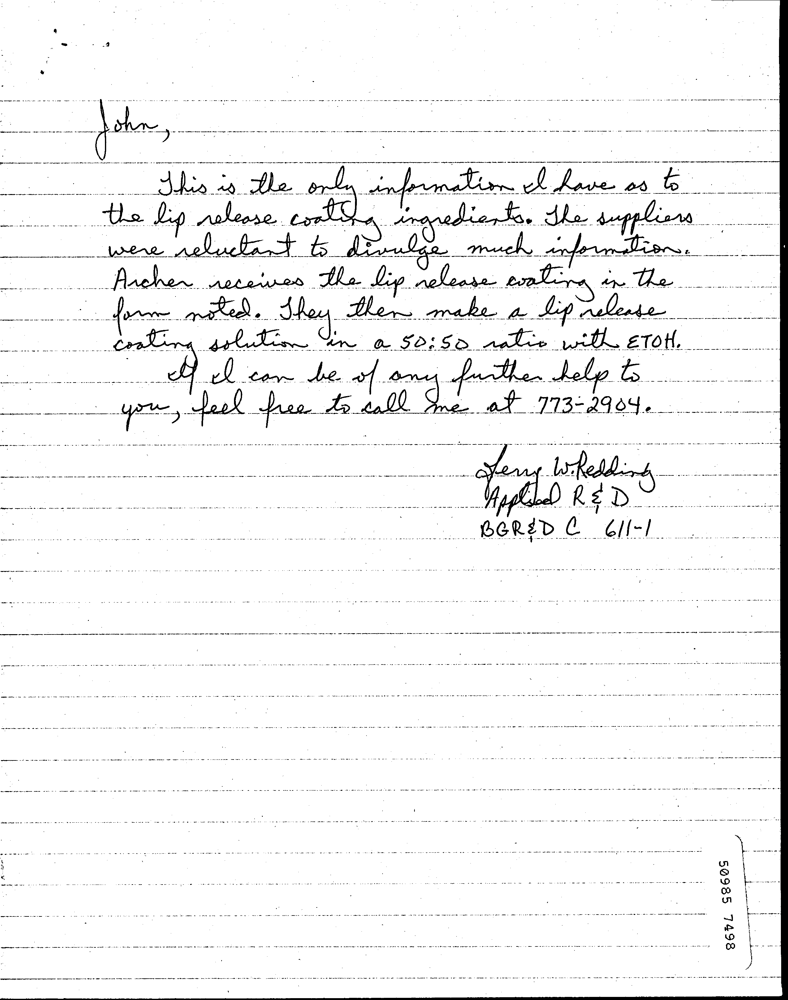 John,
This is the only information I have as to
the lip release coating ingredients. The suppliers
were reluctant to divulge much information.
Archer receives the lip release coating in the
form noted. They then make a lip release
coating solution in a 50:50 ratio with ETOH.
If I can be of any further help to
you, feel free to call me at 773-2904.
Jerry W. Redding
Applied R & D
BGR&D C 611-1
50985 7498